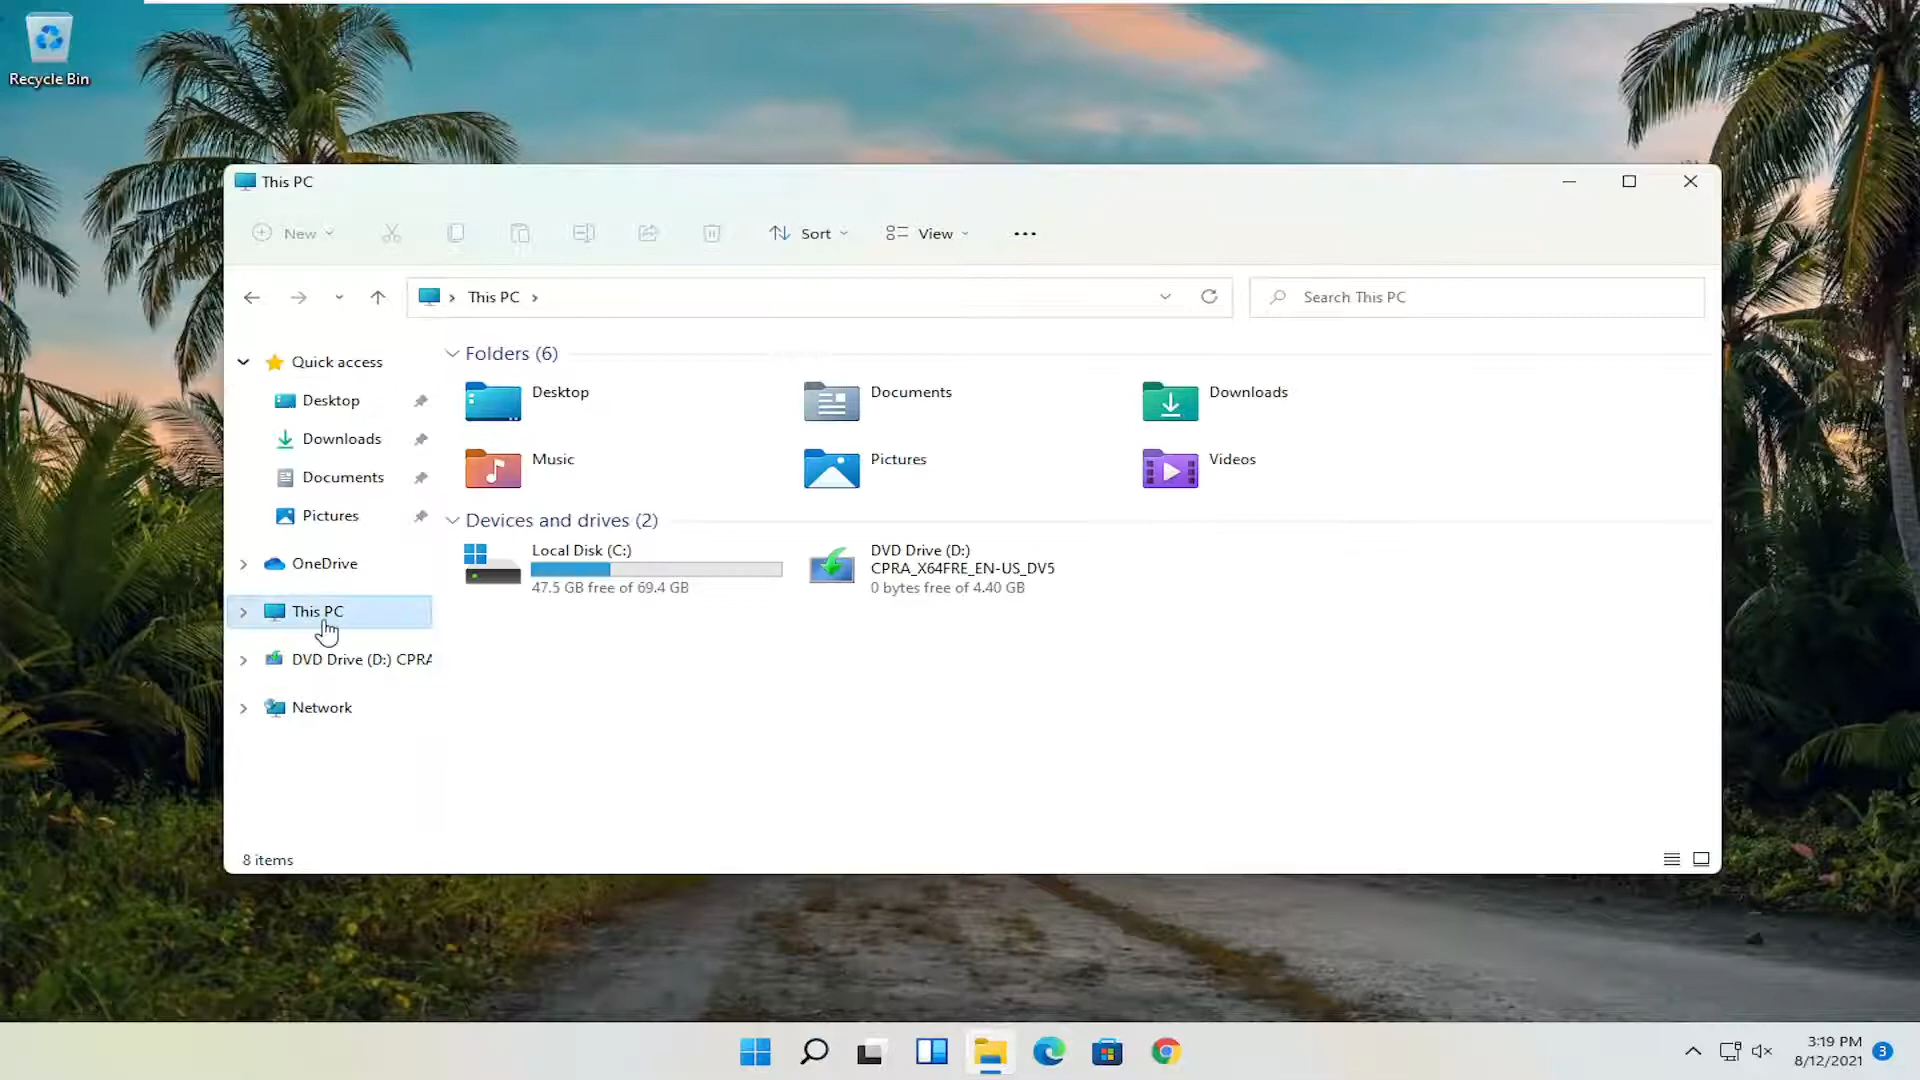 Recycle Bin
This PC
New
Sort
View
This PC
Search This PC
Quick access
Desktop
Downloads
Documents
Pictures
OneDrive
This PC
DVD Drive (D:) CPRA
Network
Folders (6)
Desktop
Documents
Downloads
Music
Pictures
Videos
Devices and drives (2)
Local Disk (C:)
47.5 GB free of 69.4 GB
DVD Drive (D:)
CPRA_X64FRE_EN-US_DV5
0 bytes free of 4.40 GB
8 items
3:19 PM
8/12/2021
3